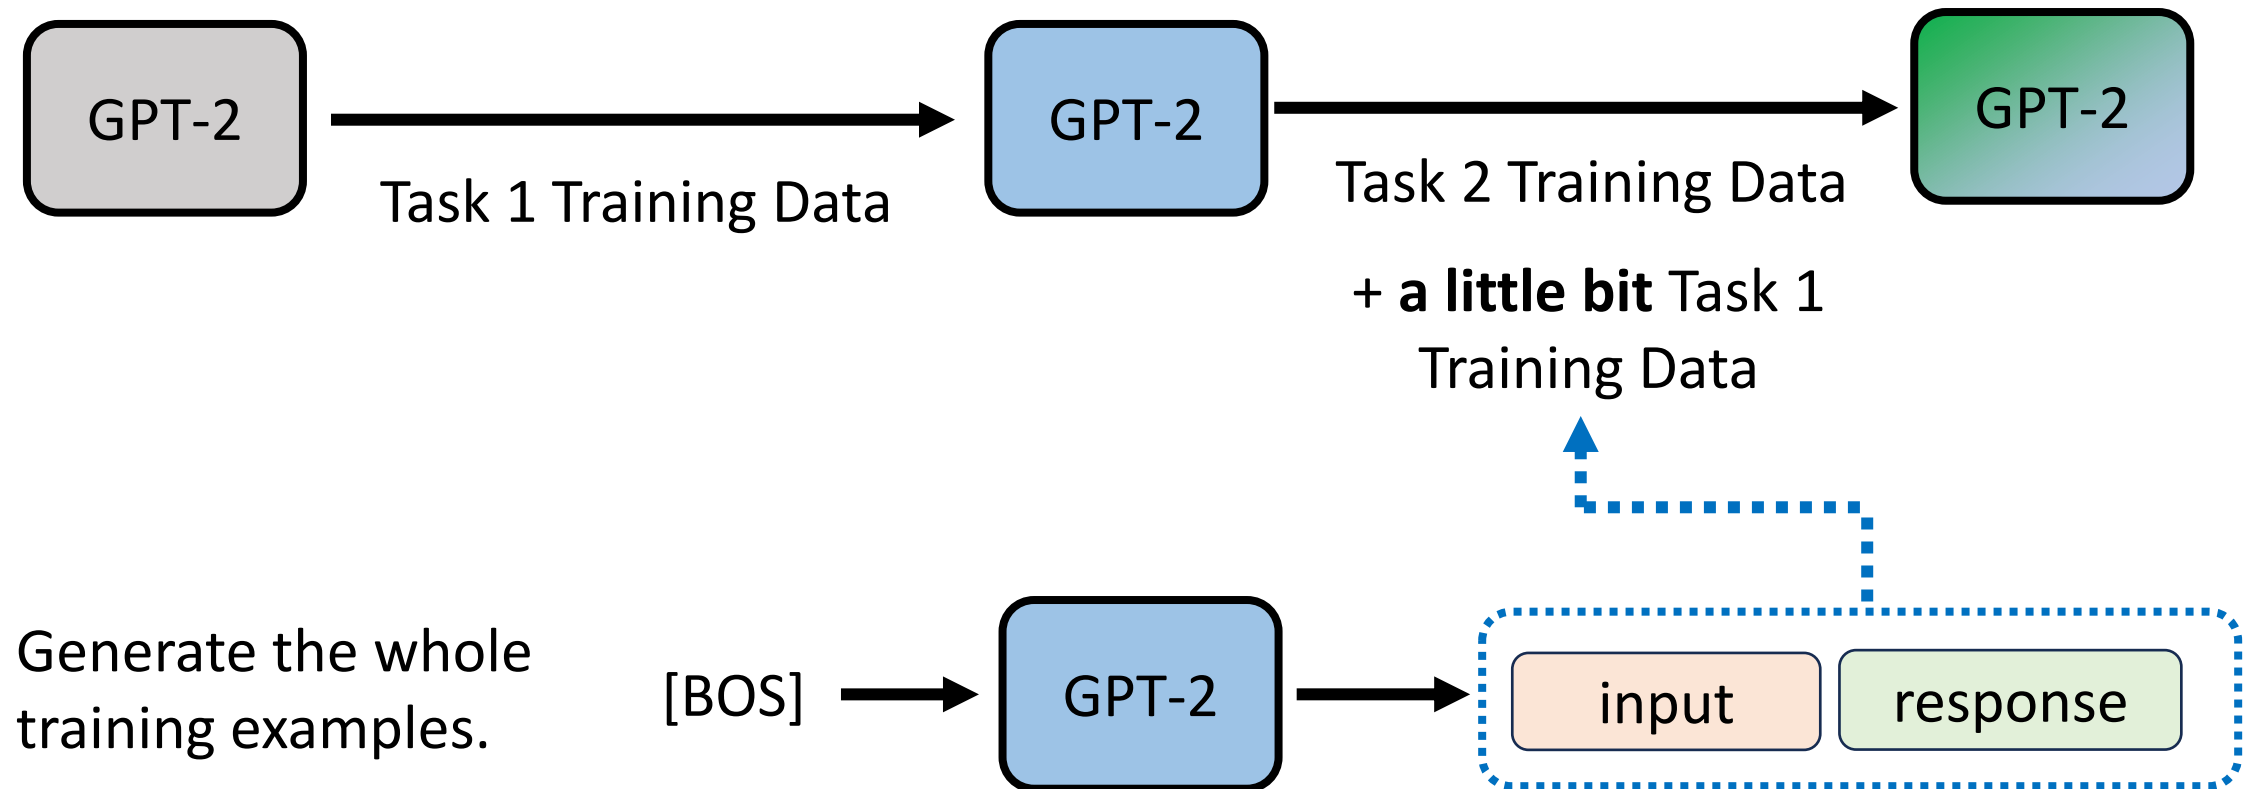 GPT-2
GPT-2
GPT-2
Task 1 Training Data
Task 2 Training Data
+ a little bit Task 1
Training Data
Generate the whole
training examples.
[BOS]
GPT-2
input
response